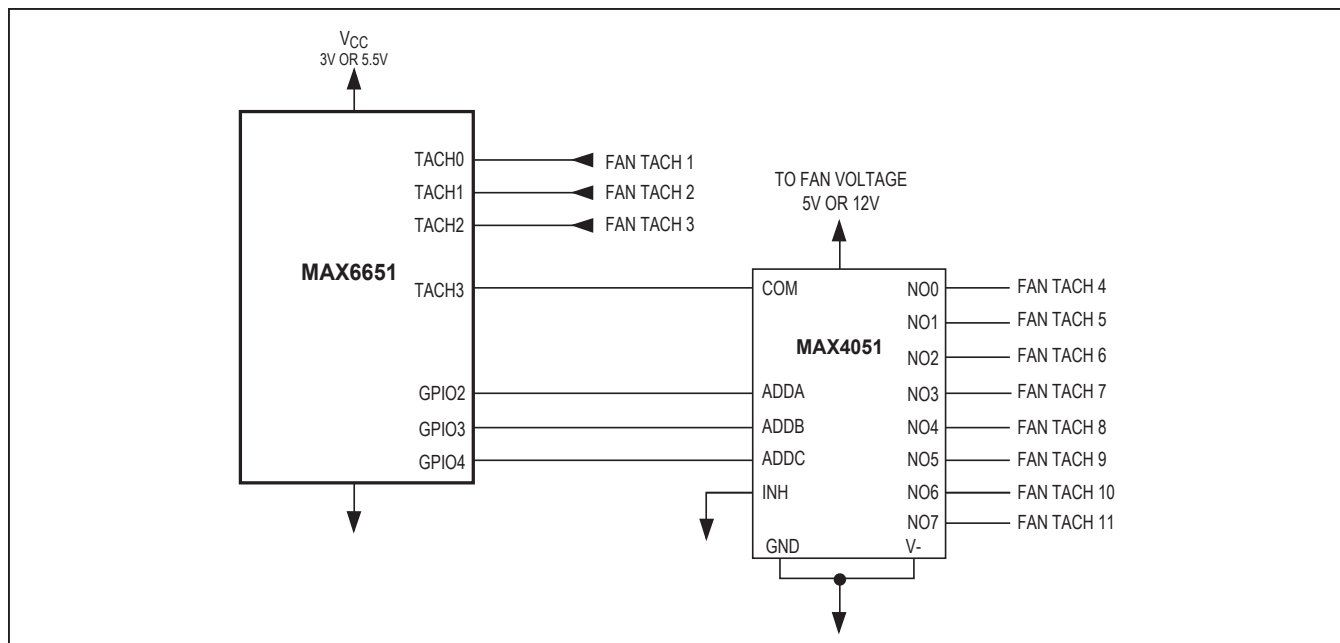 VCC
3V OR 5.5V
MAX6651
TACH0
TACH1
TACH2
TACH3
GPIO2
GPIO3
GPIO4
FAN TACH 1
FAN TACH 2
FAN TACH 3
TO FAN VOLTAGE
5V OR 12V
MAX4051
COM
ADDA
ADDB
ADDC
INH
GND
V-
NO0
NO1
NO2
NO3
NO4
NO5
NO6
NO7
FAN TACH 4
FAN TACH 5
FAN TACH 6
FAN TACH 7
FAN TACH 8
FAN TACH 9
FAN TACH 10
FAN TACH 11